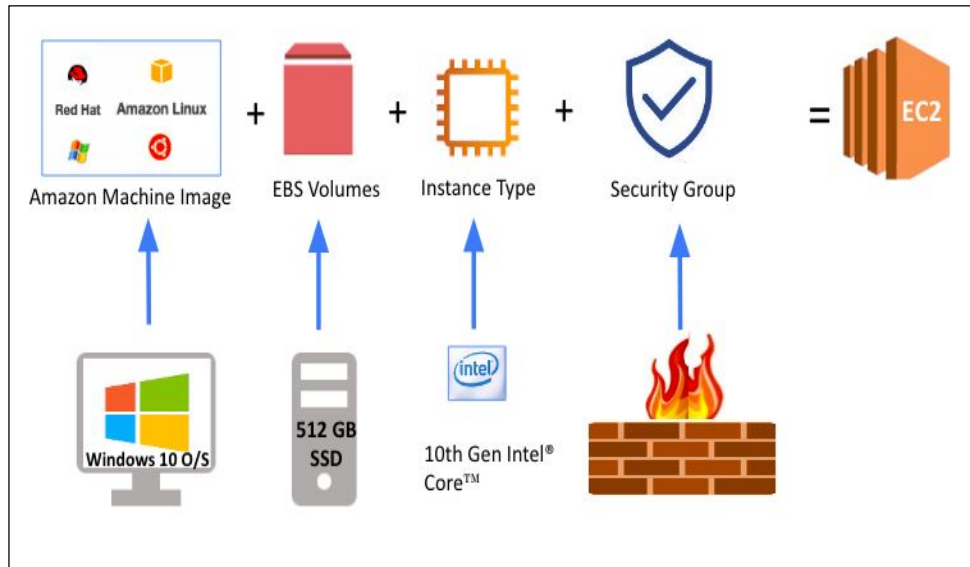 Red Hat
Amazon Linux
+
+
+
=
EC2
Amazon Machine Image
EBS Volumes
Instance Type
Security Group
Windows 10 O/S
512 GB
SSD
intel
10th Gen Intel®
Core™